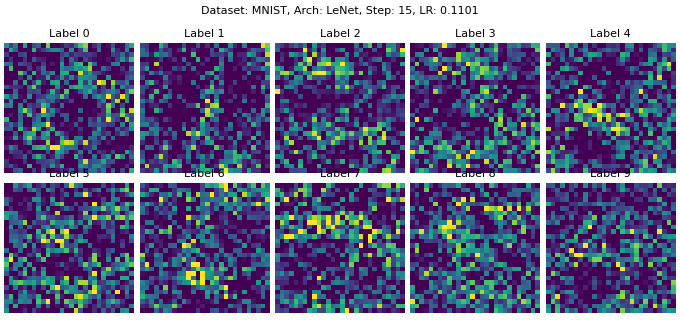 Dataset: MNIST, Arch: LeNet, Step: 15, LR: 0.1101
Label 0 Label 1 Label 2 Label 3 Label 4
Label 5 Label 6 Label 7 Label 8 Label 9